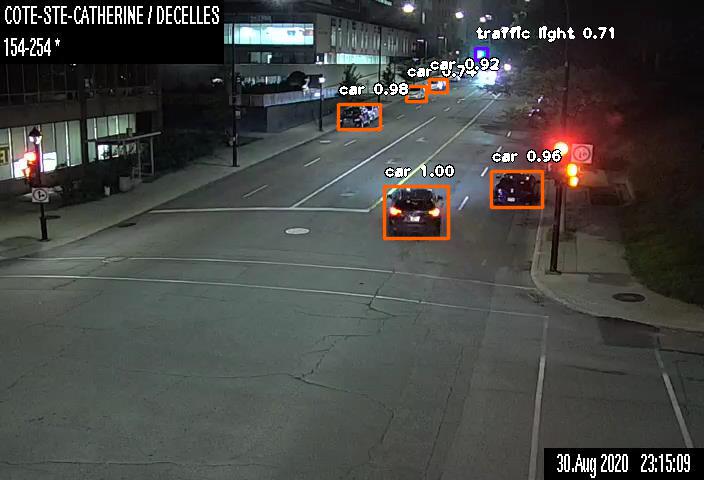 COTE-STE-CATHERINE / DECELLES
154-254 *
traffic light 0.71
car 0.92
car 0.74
car 0.98
car 0.96
car 1.00
30.Aug 2020 23:15:09